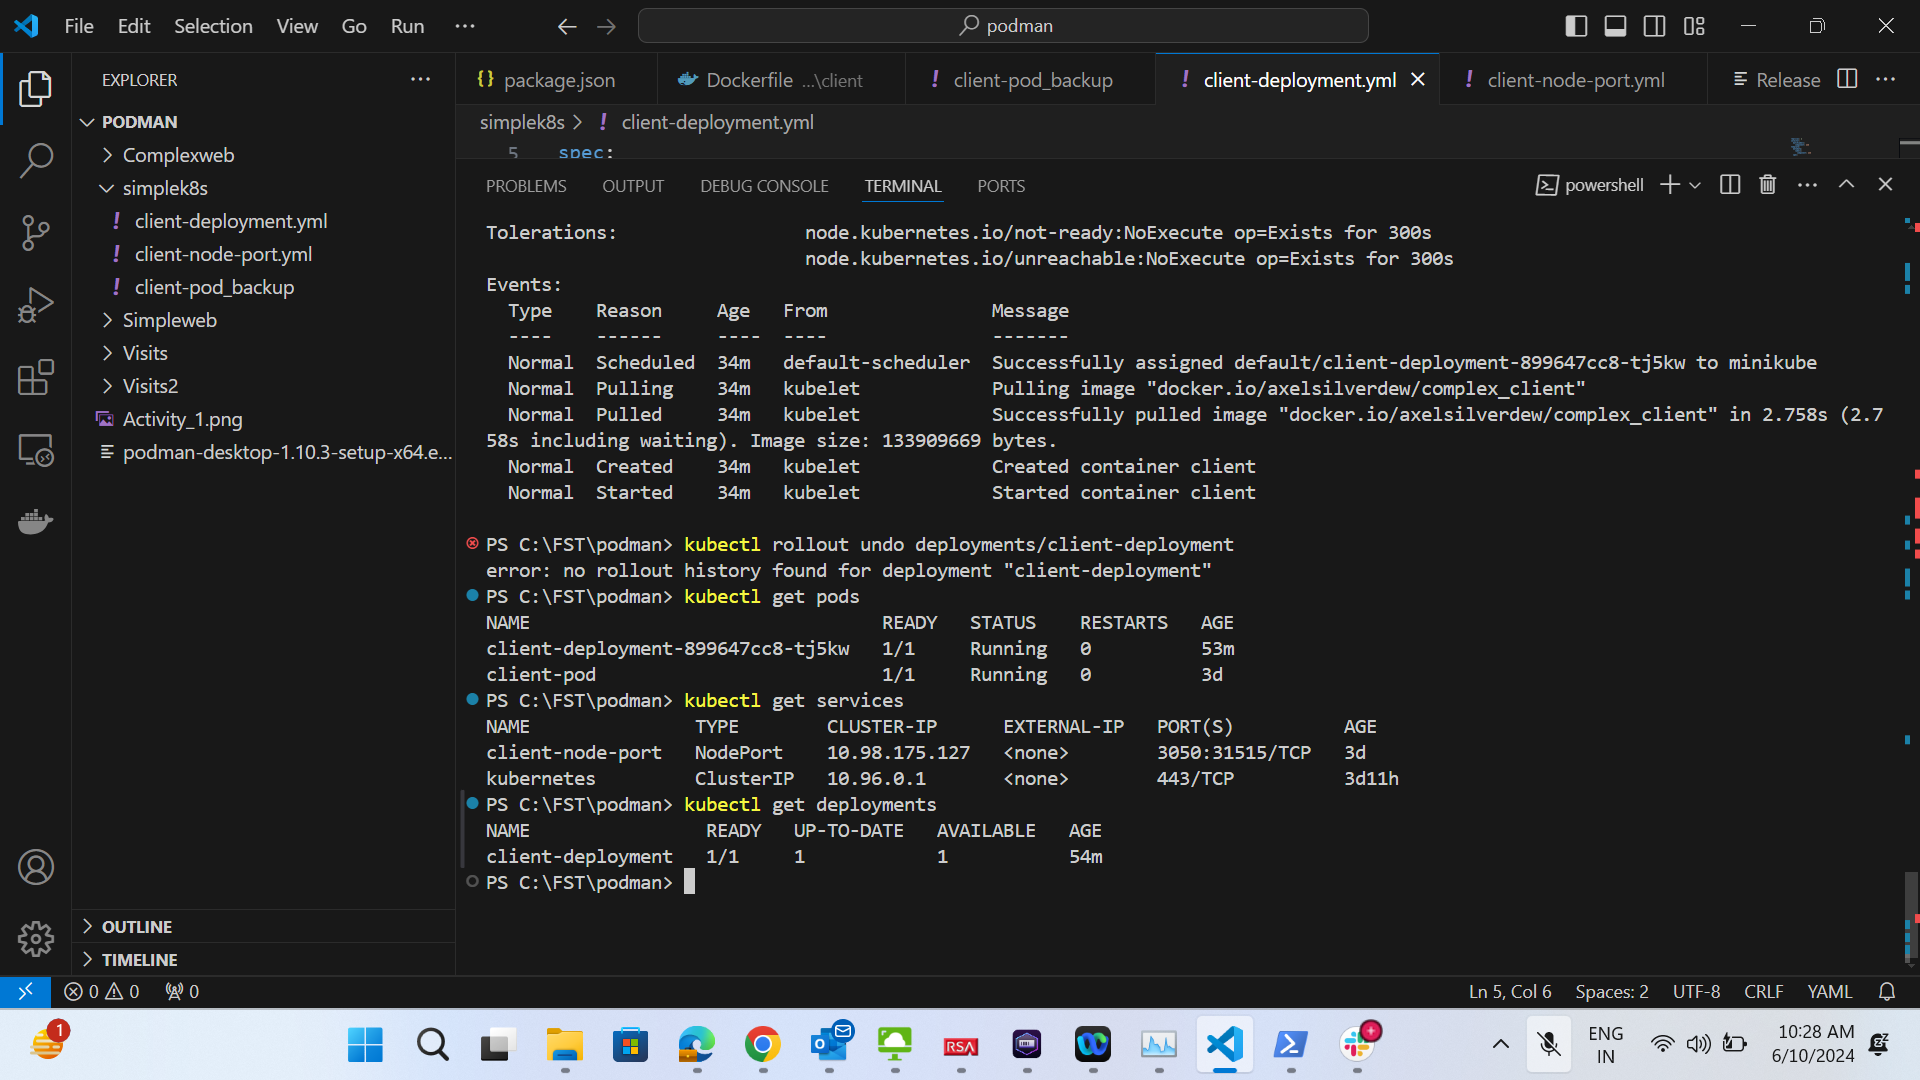 File Edit Selection View Go Run ···
podman
EXPLORER
PODMAN
Complexweb
simplek8s
client-deployment.yml
client-node-port.yml
client-pod_backup
Simpleweb
Visits
Visits2
Activity_1.png
podman-desktop-1.10.3-setup-x64.e...
OUTLINE
TIMELINE
{} package.json
Dockerfile ...\client
! client-pod_backup
! client-deployment.yml
! client-node-port.yml
Release
simplek8s > ! client-deployment.yml
5 spec:
PROBLEMS OUTPUT DEBUG CONSOLE TERMINAL PORTS
powershell
Tolerations: node.kubernetes.io/not-ready:NoExecute op=Exists for 300s
node.kubernetes.io/unreachable:NoExecute op=Exists for 300s
Events:
Type Reason Age From Message
---- ------ ---- ---- -------
Normal Scheduled 34m default-scheduler Successfully assigned default/client-deployment-899647cc8-tj5kw to minikube
Normal Pulling 34m kubelet Pulling image "docker.io/axelsilverdew/complex_client"
Normal Pulled 34m kubelet Successfully pulled image "docker.io/axelsilverdew/complex_client" in 2.758s (2.7
58s including waiting). Image size: 133909669 bytes.
Normal Created 34m kubelet Created container client
Normal Started 34m kubelet Started container client
PS C:\FST\podman> kubectl rollout undo deployments/client-deployment
error: no rollout history found for deployment "client-deployment"
PS C:\FST\podman> kubectl get pods
NAME READY STATUS RESTARTS AGE
client-deployment-899647cc8-tj5kw 1/1 Running 0 53m
client-pod 1/1 Running 0 3d
PS C:\FST\podman> kubectl get services
NAME TYPE CLUSTER-IP EXTERNAL-IP PORT(S) AGE
client-node-port NodePort 10.98.175.127 <none> 3050:31515/TCP 3d
kubernetes ClusterIP 10.96.0.1 <none> 443/TCP 3d11h
PS C:\FST\podman> kubectl get deployments
NAME READY UP-TO-DATE AVAILABLE AGE
client-deployment 1/1 1 1 54m
PS C:\FST\podman>
0 0 0
Ln 5, Col 6 Spaces: 2 UTF-8 CRLF YAML
1
RSA
ENG
IN
10:28 AM
6/10/2024